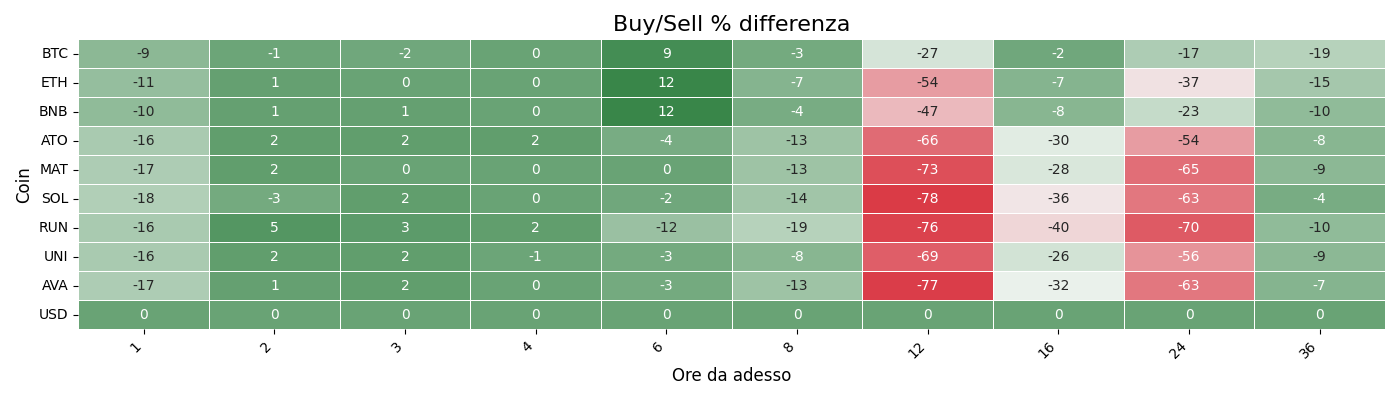 Buy/Sell % differenza
Coin
BTC -9 -1 -2 0 9 -3 -27 -2 -17 -19
ETH -11 1 0 0 12 -7 -54 -7 -37 -15
BNB -10 1 1 0 12 -4 -47 -8 -23 -10
ATO -16 2 2 2 -4 -13 -66 -30 -54 -8
MAT -17 2 0 0 0 -13 -73 -28 -65 -9
SOL -18 -3 2 0 -2 -14 -78 -36 -63 -4
RUN -16 5 3 2 -12 -19 -76 -40 -70 -10
UNI -16 2 2 -1 -3 -8 -69 -26 -56 -9
AVA -17 1 2 0 -3 -13 -77 -32 -63 -7
USD 0 0 0 0 0 0 0 0 0 0
1 2 3 4 6 8 12 16 24 36
Ore da adesso